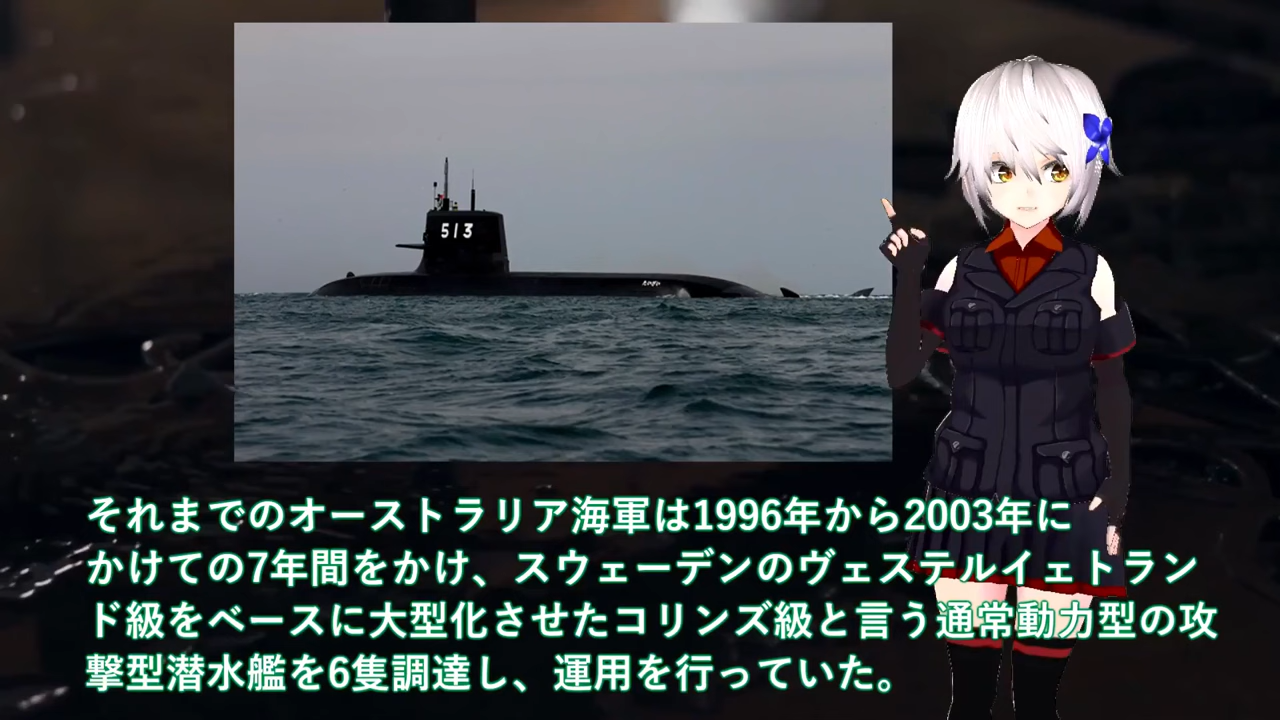 513
それまでのオーストラリア海軍は1996年から2003年に
かけての7年間をかけ、スウェーデンのヴェステルイェトラン
ド級をベースに大型化させたコリンズ級と言う通常動力型の攻
撃型潜水艦を6隻調達し、運用を行っていた。